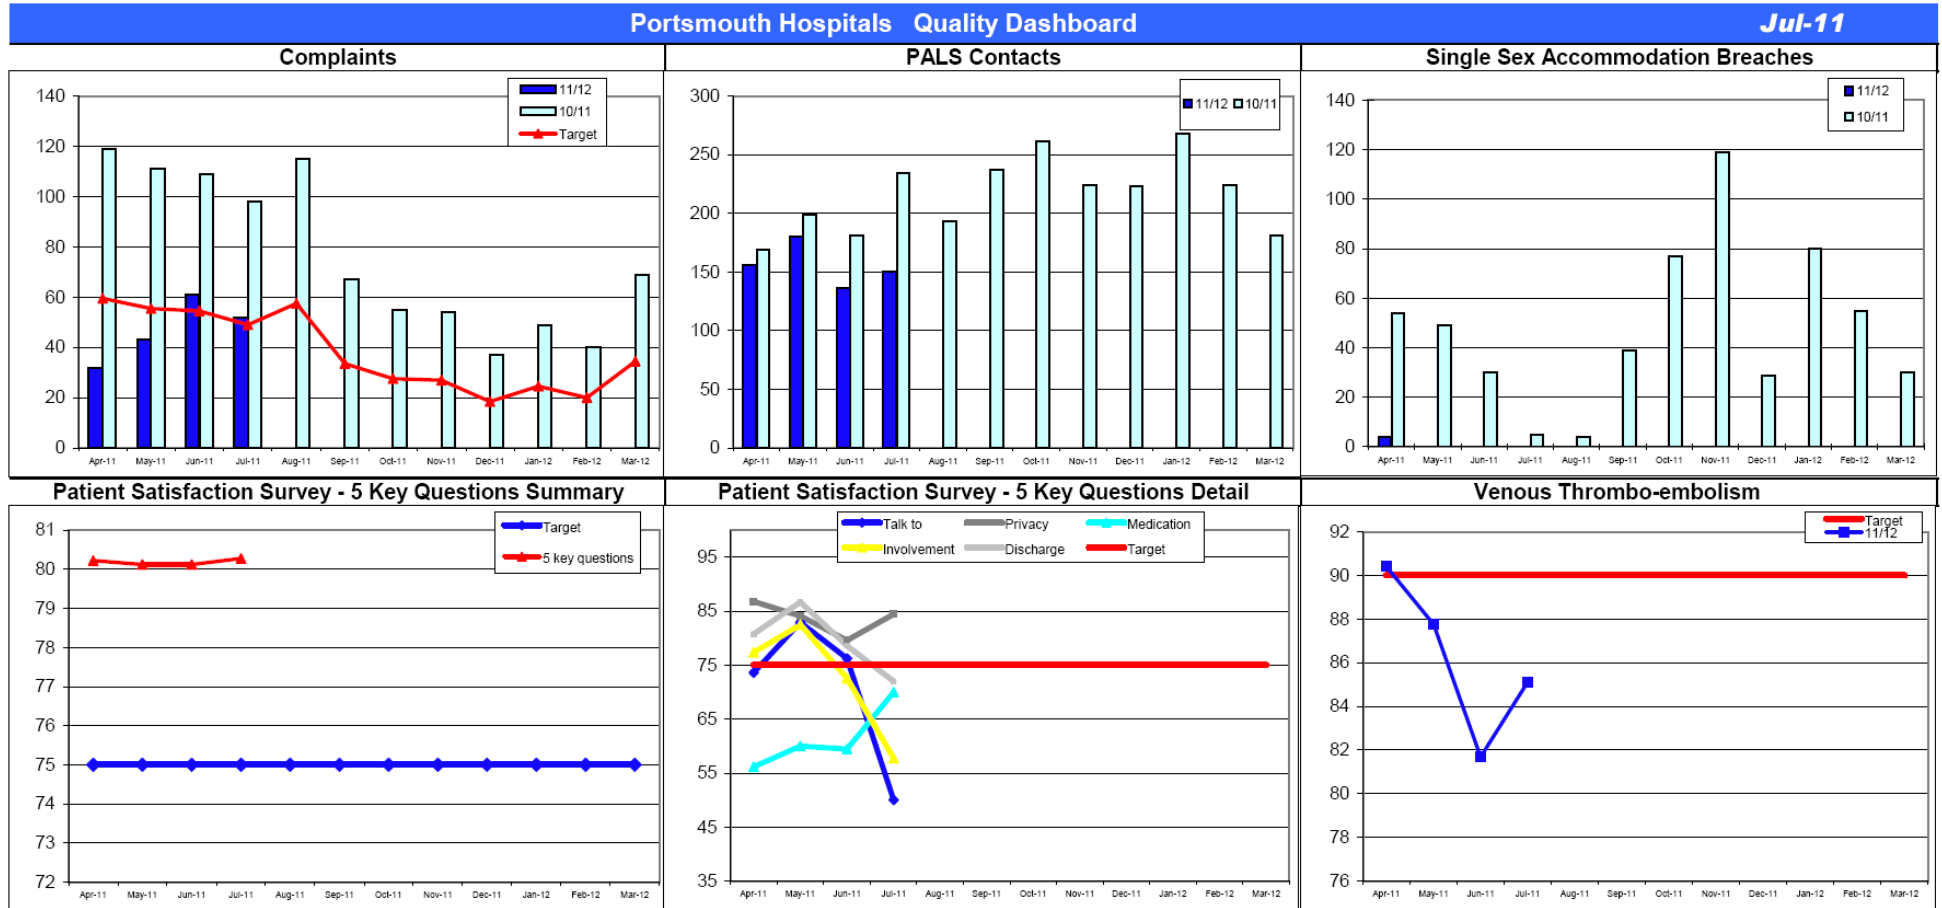 Portsmouth Hospitals   Quality Dashboard
Jul-11
Complaints
11/12
10/11
Target
140
120
100
80
60
40
20
0
Apr-11 May-11 Jun-11 Jul-11 Aug-11 Sep-11 Oct-11 Nov-11 Dec-11 Jan-12 Feb-12 Mar-12
PALS Contacts
11/12 10/11
300
250
200
150
100
50
0
Apr-11 May-11 Jun-11 Jul-11 Aug-11 Sep-11 Oct-11 Nov-11 Dec-11 Jan-12 Feb-12 Mar-12
Single Sex Accommodation Breaches
11/12
10/11
140
120
100
80
60
40
20
0
Apr-11 May-11 Jun-11 Jul-11 Aug-11 Sep-11 Oct-11 Nov-11 Dec-11 Jan-12 Feb-12 Mar-12
Patient Satisfaction Survey - 5 Key Questions Summary
Target
5 key questions
81
80
79
78
77
76
75
74
73
72
Apr-11 May-11 Jun-11 Jul-11 Aug-11 Sep-11 Oct-11 Nov-11 Dec-11 Jan-12 Feb-12 Mar-12
Patient Satisfaction Survey - 5 Key Questions Detail
Talk to Privacy Medication
Involvement Discharge Target
95
85
75
65
55
45
35
Apr-11 May-11 Jun-11 Jul-11 Aug-11 Sep-11 Oct-11 Nov-11 Dec-11 Jan-12 Feb-12 Mar-12
Venous Thrombo-embolism
Target
11/12
92
90
88
86
84
82
80
78
76
Apr-11 May-11 Jun-11 Jul-11 Aug-11 Sep-11 Oct-11 Nov-11 Dec-11 Jan-12 Feb-12 Mar-12